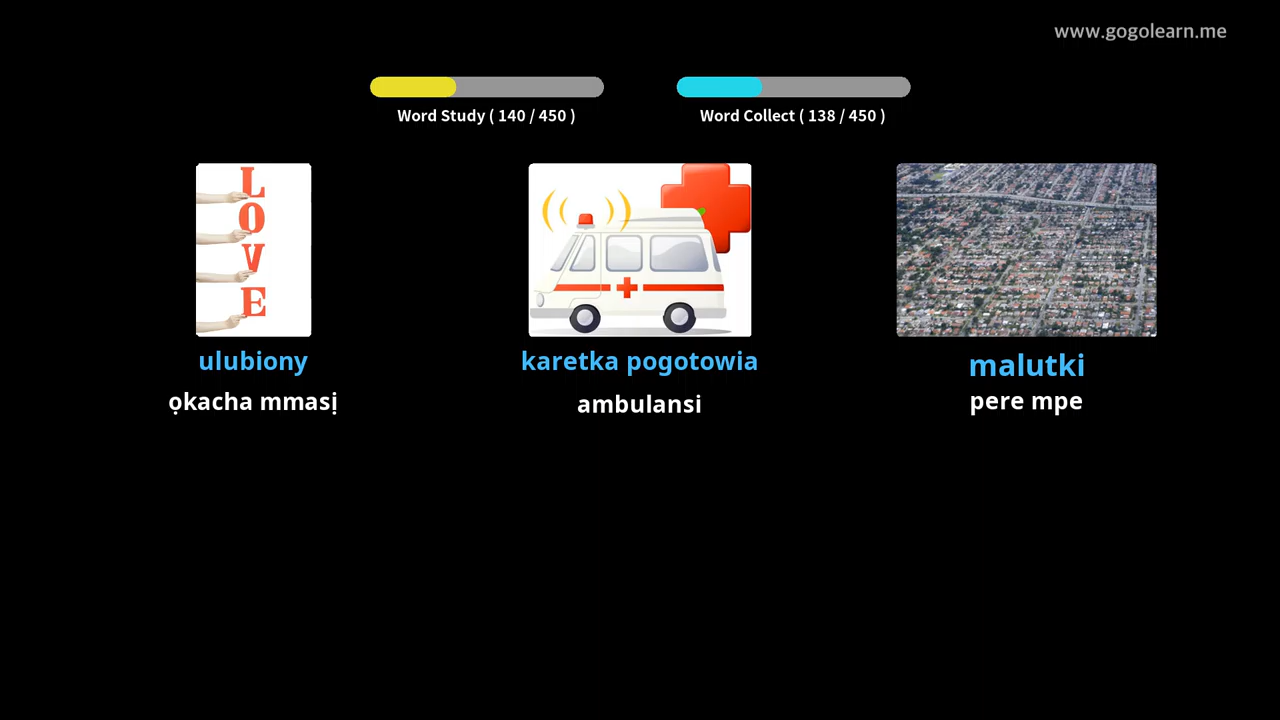 www.gogolearn.me
Word Study ( 140 / 450 )
Word Collect ( 138 / 450 )
L
O
V
E
ulubiony
karetka pogotowia
malutki
ọkacha mmasị
ambulansi
pere mpe